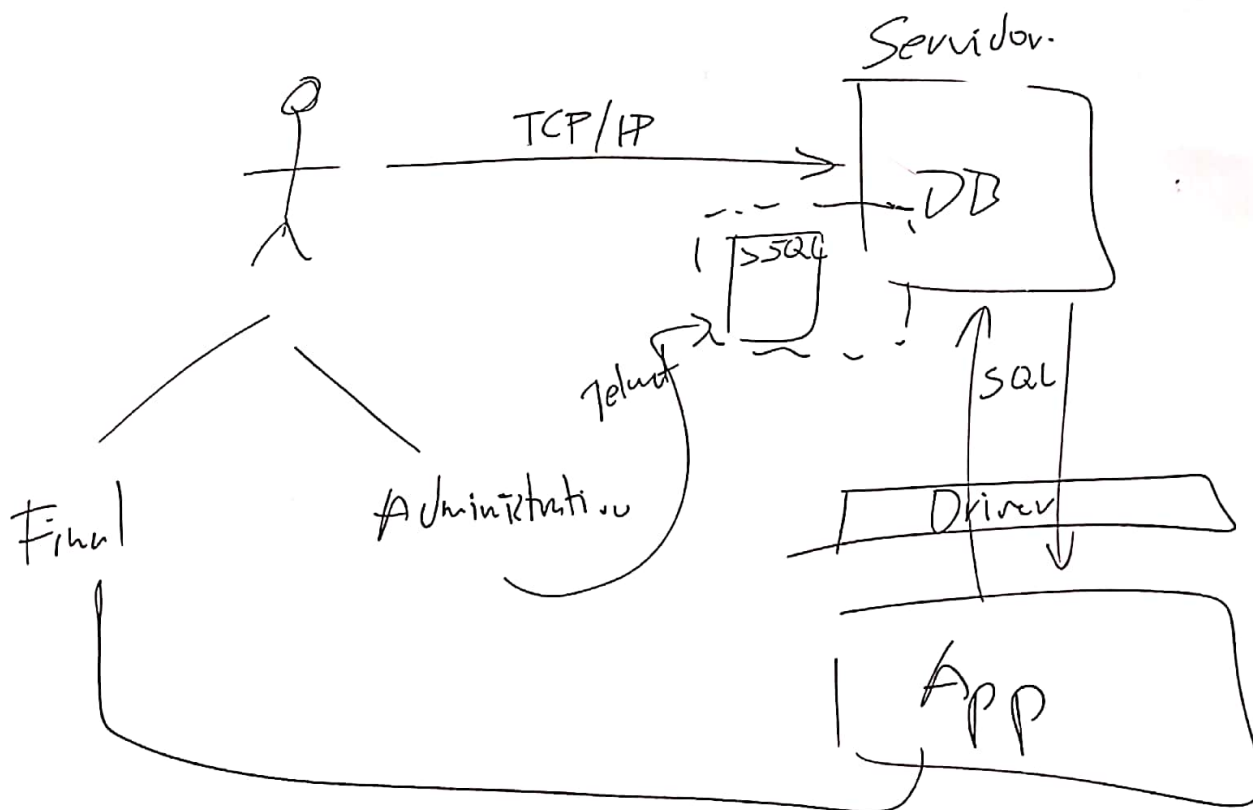 Servidor.
TCP/IP
DB
>SQL
Telnet
SQL
Final
Administrativo
Driver
App